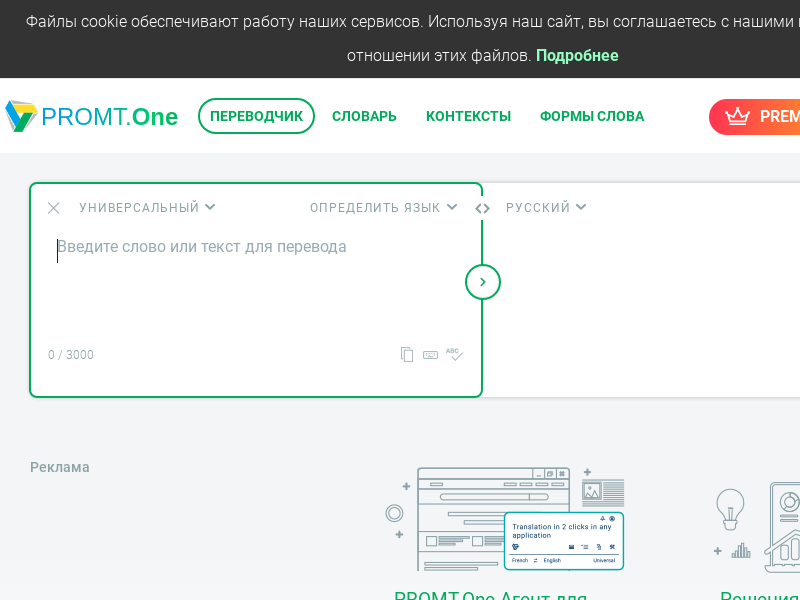 Файлы cookie обеспечивают работу наших сервисов. Используя наш сайт, вы соглашаетесь с нашими
отношении этих файлов. Подробнее
PROMT.One
ПЕРЕВОДЧИК
СЛОВАРЬ
КОНТЕКСТЫ
ФОРМЫ СЛОВА
PREM
УНИВЕРСАЛЬНЫЙ
ОПРЕДЕЛИТЬ ЯЗЫК
РУССКИЙ
Введите слово или текст для перевода
0 / 3000
ABC
Реклама
Translation in 2 clicks in any
application
French English Universal
PROMT.One Агент для
Решения